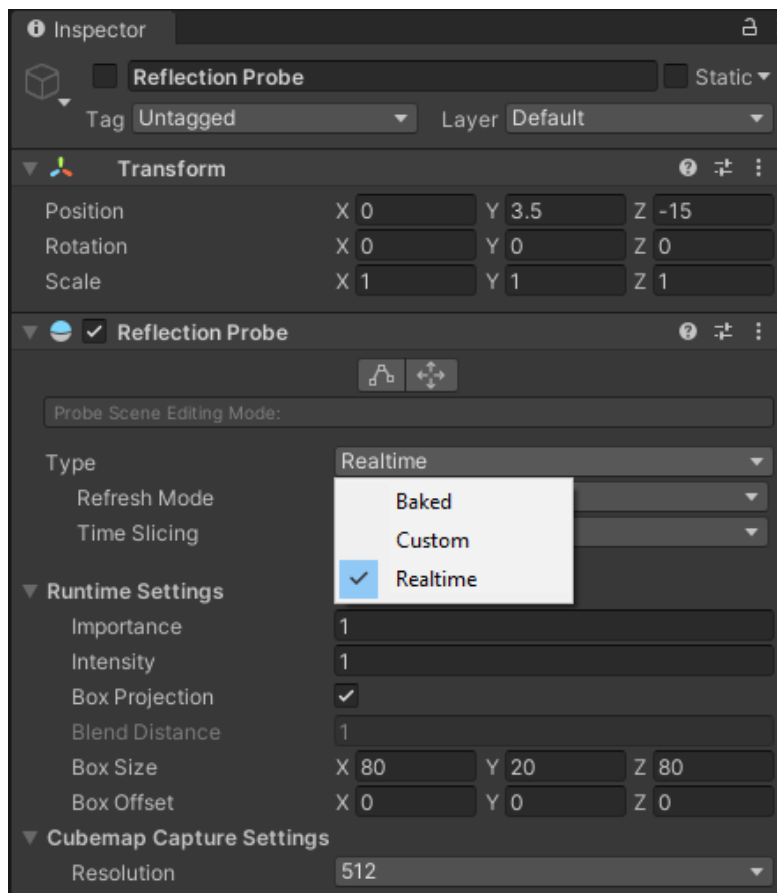 Inspector
Reflection Probe Static
Tag Untagged Layer Default
Transform
Position X 0 Y 3.5 Z -15
Rotation X 0 Y 0 Z 0
Scale X 1 Y 1 Z 1
Reflection Probe
Probe Scene Editing Mode:
Type Realtime
Refresh Mode Baked
Time Slicing Custom
Realtime
Runtime Settings
Importance 1
Intensity 1
Box Projection
Blend Distance 1
Box Size X 80 Y 20 Z 80
Box Offset X 0 Y 0 Z 0
Cubemap Capture Settings
Resolution 512